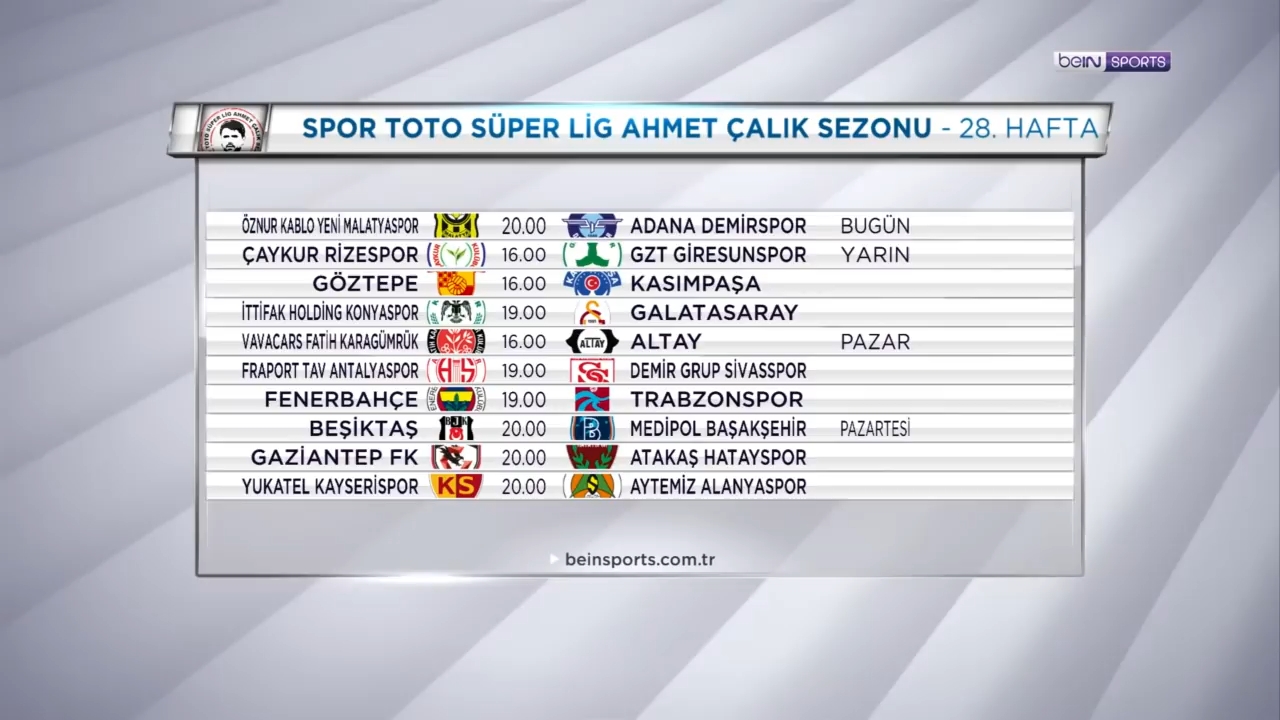 beIN SPORTS
SPOR TOTO SÜPER LİG AHMET ÇALIK SEZONU - 28. HAFTA
ÖZNUR KABLO YENİ MALATYASPOR 20.00 ADANA DEMİRSPOR BUGÜN
ÇAYKUR RİZESPOR 16.00 GZT GİRESUNSPOR YARIN
GÖZTEPE 16.00 KASIMPAŞA
İTTİFAK HOLDİNG KONYASPOR 19.00 GALATASARAY
VAVACARS FATİH KARAGÜMRÜK 16.00 ALTAY ALTAY PAZAR
FRAPORT TAV ANTALYASPOR 19.00 DEMİR GRUP SİVASSPOR
FENERBAHÇE 19.00 TRABZONSPOR
BEŞİKTAŞ BJK 20.00 MEDİPOL BAŞAKŞEHİR PAZARTESİ
GAZİANTEP FK 20.00 ATAKAŞ HATAYSPOR
YUKATEL KAYSERİSPOR KS 20.00 AYTEMİZ ALANYASPOR
beinsports.com.tr